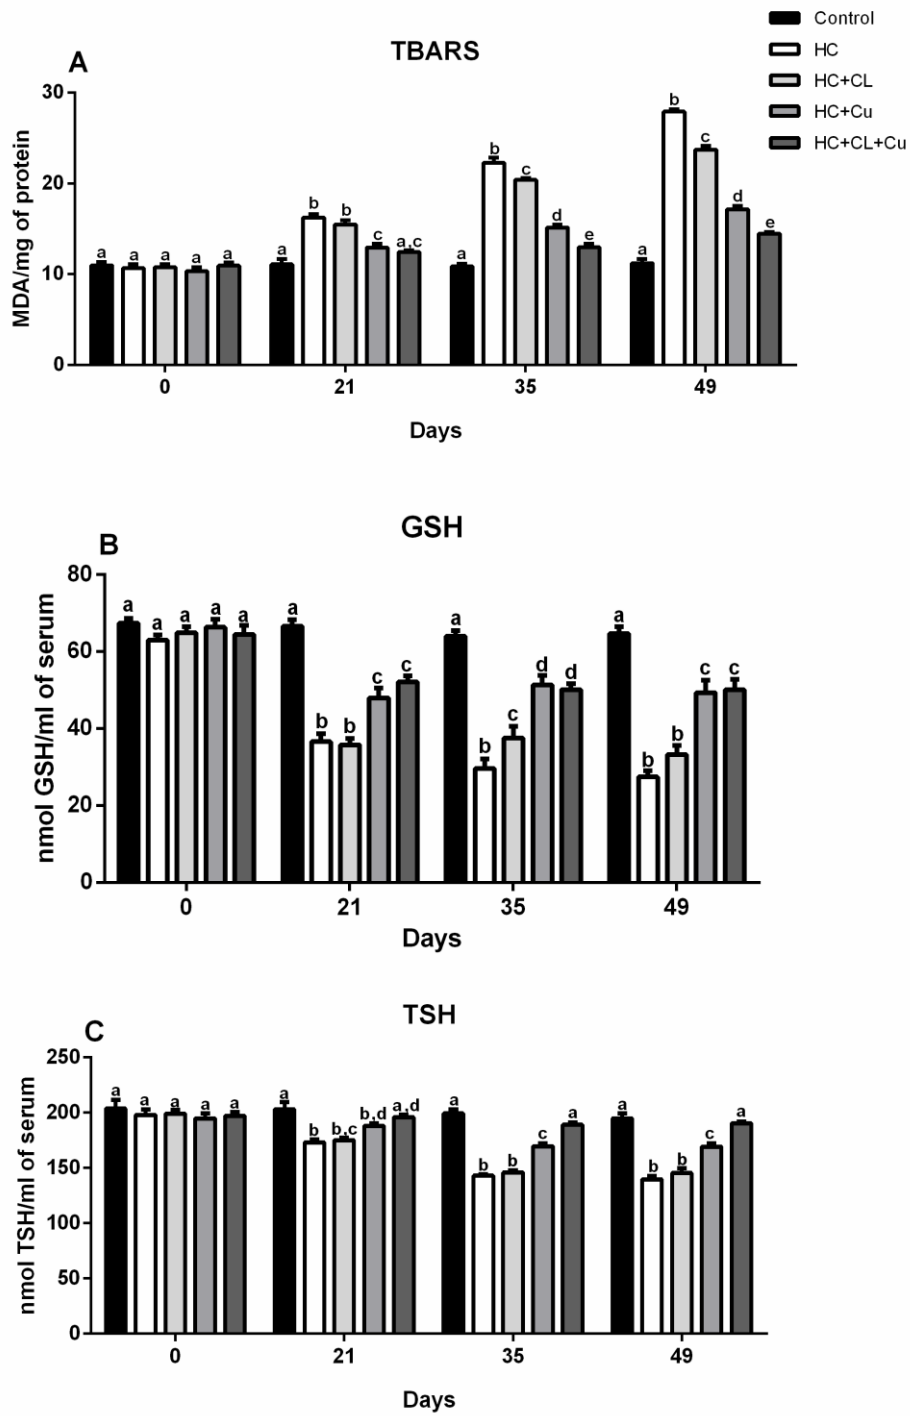 Control
HC
HC+CL
HC+Cu
HC+CL+Cu
A
TBARS
MDA/mg of protein
30
20
10
0
a a a a a
a b b c a,c
a b c d e
a b c d e
0 21 35 49
Days
B
GSH
nmol GSH/ml of serum
80
60
40
20
0
a a a a a
a b b c c
a b c d d
a b b c c
0 21 35 49
Days
C
TSH
nmol TSH/ml of serum
250
200
150
100
50
0
a a a a a
a b b,c b,d a,d
a b b c a
a b b c a
0 21 35 49
Days